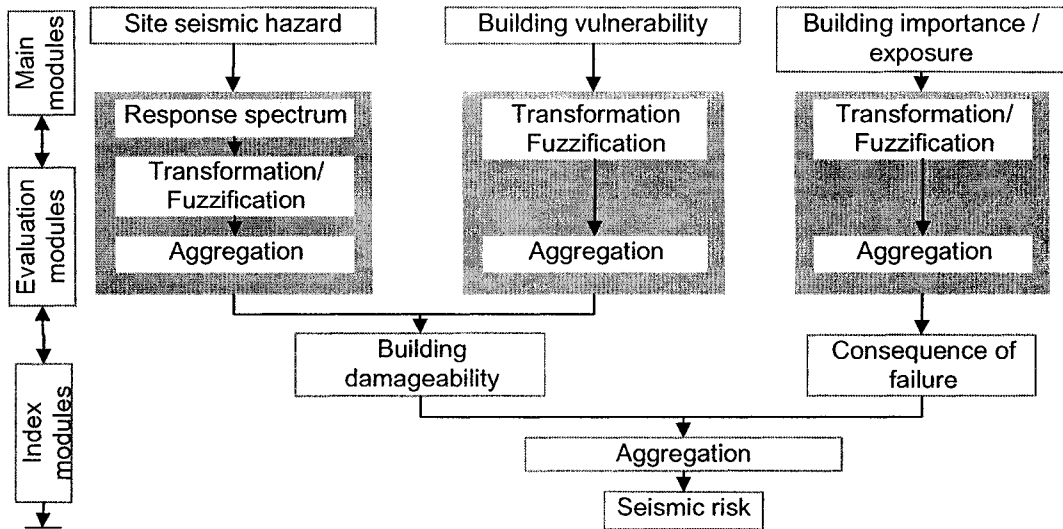 Main
modules
Evaluation
modules
Index
modules
Site seismic hazard
Building vulnerability
Building importance /
exposure
Response spectrum
Transformation/
Fuzzification
Aggregation
Transformation
Fuzzification
Aggregation
Transformation/
Fuzzification
Aggregation
Building
damageability
Consequence of
failure
Aggregation
Seismic risk